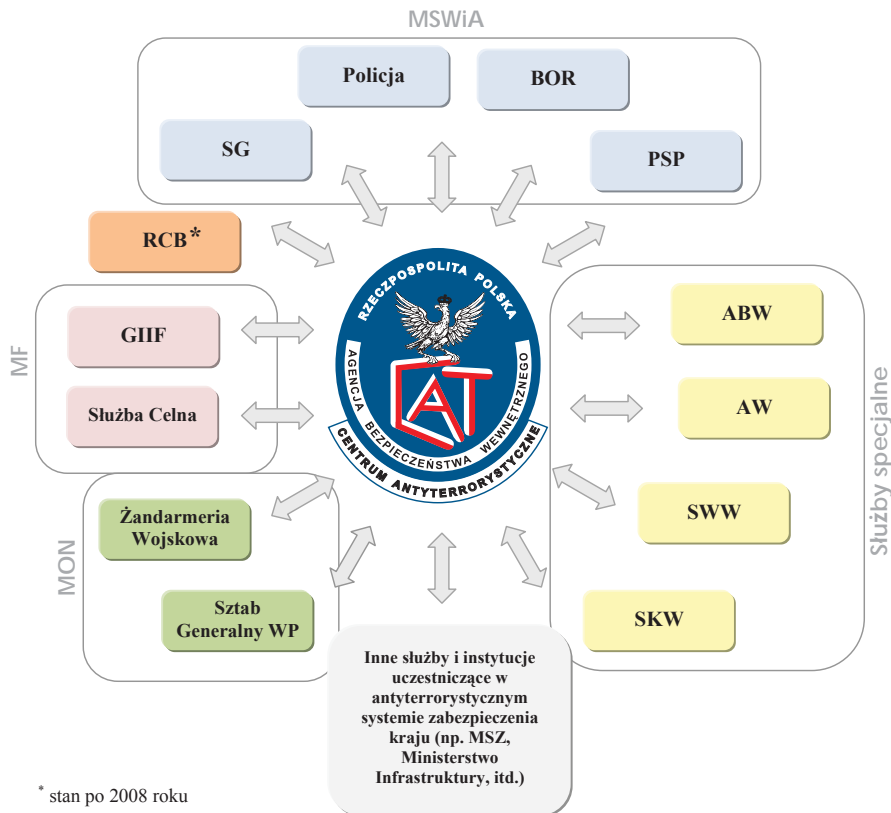 MSWiA
Policja
BOR
SG
PSP
RCB*
RZECZPOSPOLITA POLSKA
CAT
AGENCJA BEZPIECZEŃSTWA WEWNĘTRZNEGO
CENTRUM ANTYTERRORYSTYCZNE
MF
GIIF
Służba Celna
MON
Żandarmeria
Wojskowa
Sztab
Generalny WP
Służby specjalne
ABW
AW
SWW
SKW
Inne służby i instytucje
uczestniczące w
antyterrorystycznym
systemie zabezpieczenia
kraju (np. MSZ,
Ministerstwo
Infrastruktury, itd.)
* stan po 2008 roku